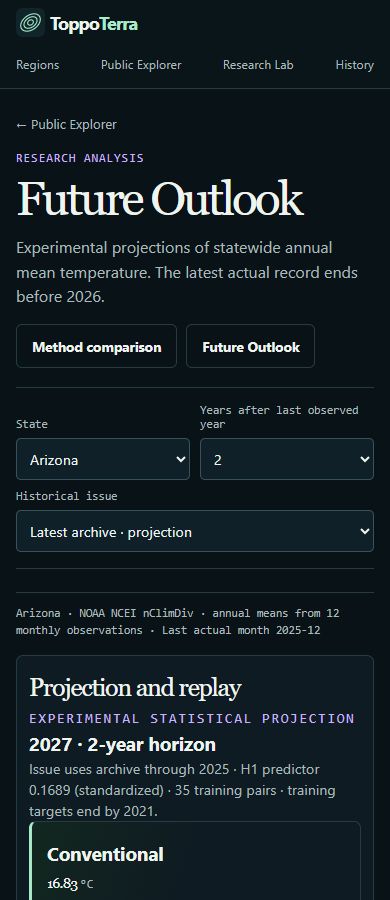 ToppoTerra
Regions Public Explorer Research Lab History
← Public Explorer
RESEARCH ANALYSIS
Future Outlook
Experimental projections of statewide annual
mean temperature. The latest actual record ends
before 2026.
Method comparison Future Outlook
State
Years after last observed
year
Arizona
2
Historical issue
Latest archive · projection
Arizona · NOAA NCEI nClimDiv · annual means from 12
monthly observations · Last actual month 2025-12
Projection and replay
EXPERIMENTAL STATISTICAL PROJECTION
2027 · 2-year horizon
Issue uses archive through 2025 · H1 predictor
0.1689 (standardized) · 35 training pairs · training
targets end by 2021.
Conventional
16.83 °C